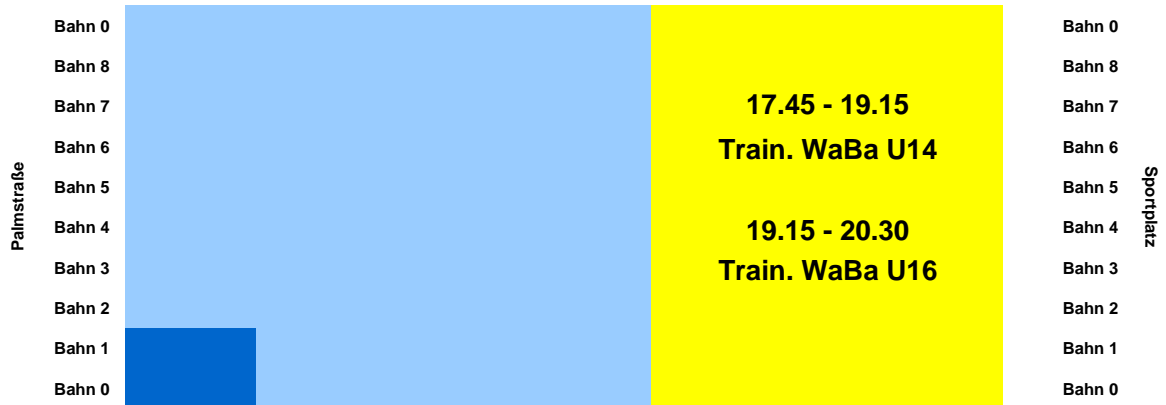 Bahn 0
Bahn 8
Bahn 7
Bahn 6
Bahn 5
Bahn 4
Bahn 3
Bahn 2
Bahn 1
Bahn 0
Palmstraße
17.45 - 19.15
Train. WaBa U14
19.15 - 20.30
Train. WaBa U16
Bahn 0
Bahn 8
Bahn 7
Bahn 6
Bahn 5
Bahn 4
Bahn 3
Bahn 2
Bahn 1
Bahn 0
Sportplatz